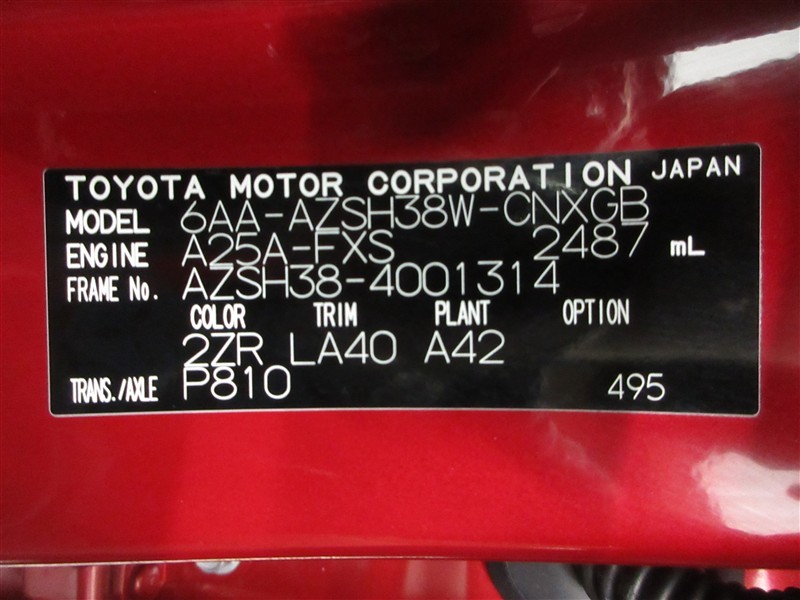 TOYOTA MOTOR CORPORATION JAPAN
MODEL 6AA-AZSH38W-CNXGB
ENGINE A25A-FXS 2487 mL
FRAME No. AZSH38-4001314
COLOR TRIM PLANT OPTION
2ZR LA40 A42
TRANS./AXLE P810 495